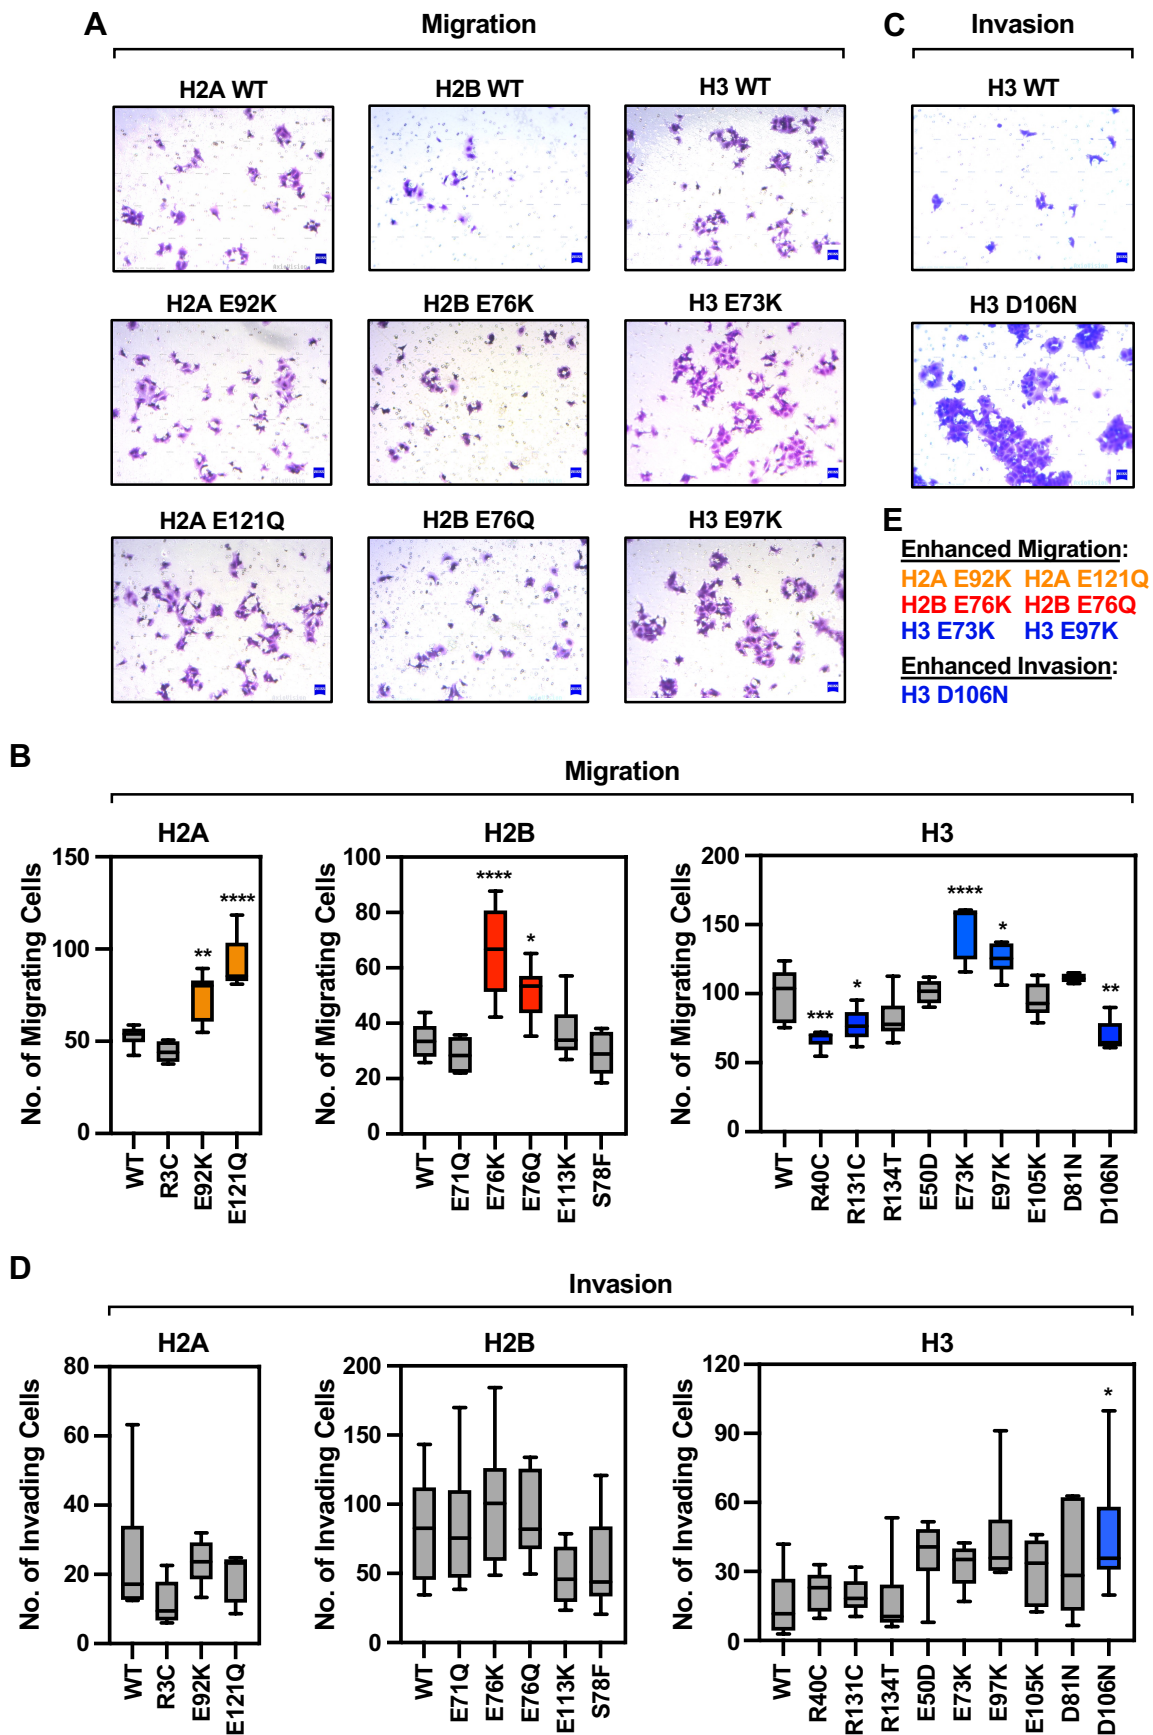 A
Migration
C
Invasion
H2A WT
H2B WT
H3 WT
H3 WT
H2A E92K
H2B E76K
H3 E73K
H3 D106N
H2A E121Q
H2B E76Q
H3 E97K
E
Enhanced Migration:
H2A E92K H2A E121Q
H2B E76K H2B E76Q
H3 E73K H3 E97K
Enhanced Invasion:
H3 D106N
B
Migration
H2A
No. of Migrating Cells
150
100
50
0
**
****
WT
R3C
E92K
E121Q
H2B
No. of Migrating Cells
100
80
60
40
20
0
****
*
WT
E71Q
E76K
E76Q
E113K
S78F
H3
No. of Migrating Cells
200
150
100
50
0
***
*
****
*
**
WT
R40C
R131C
R134T
E50D
E73K
E97K
E105K
D81N
D106N
D
Invasion
H2A
No. of Invading Cells
80
60
40
20
0
WT
R3C
E92K
E121Q
H2B
No. of Invading Cells
200
150
100
50
0
WT
E71Q
E76K
E76Q
E113K
S78F
H3
No. of Invading Cells
120
90
60
30
0
*
WT
R40C
R131C
R134T
E50D
E73K
E97K
E105K
D81N
D106N